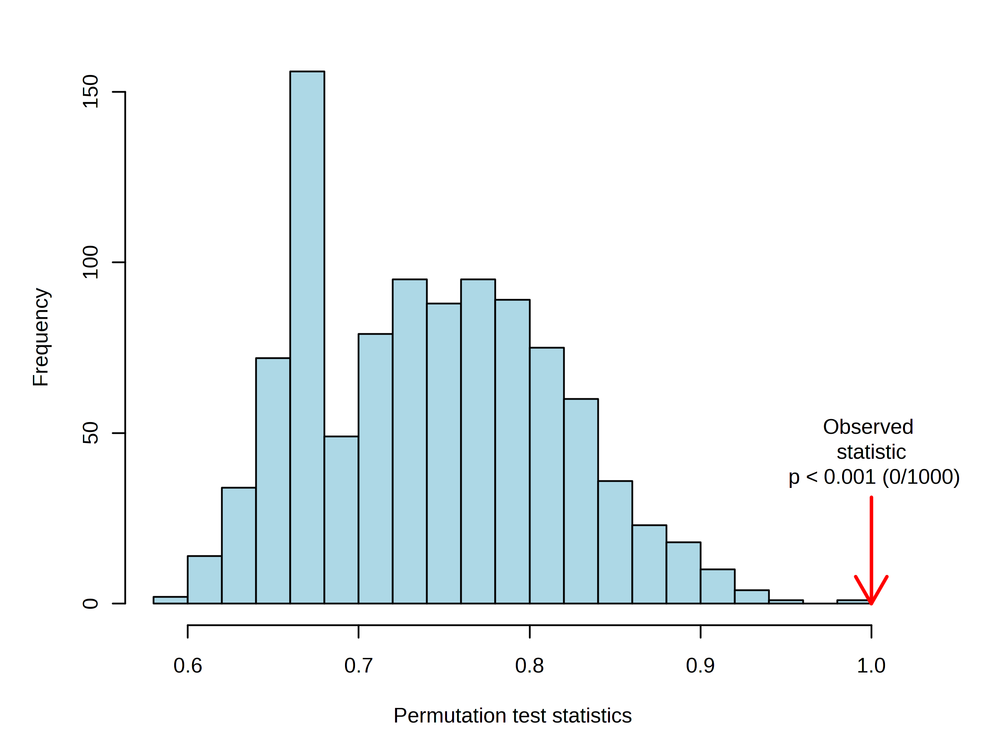 150
100
50
0
Frequency
Observed
statistic
p < 0.001 (0/1000)
0.6 0.7 0.8 0.9 1.0
Permutation test statistics